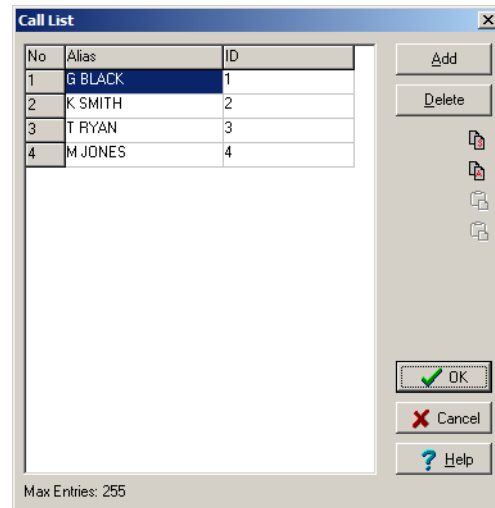 Call List
No Alias ID
1 G BLACK 1
2 K SMITH 2
3 T RYAN 3
4 M JONES 4
Add
Delete
OK
Cancel
Help
Max Entries: 255